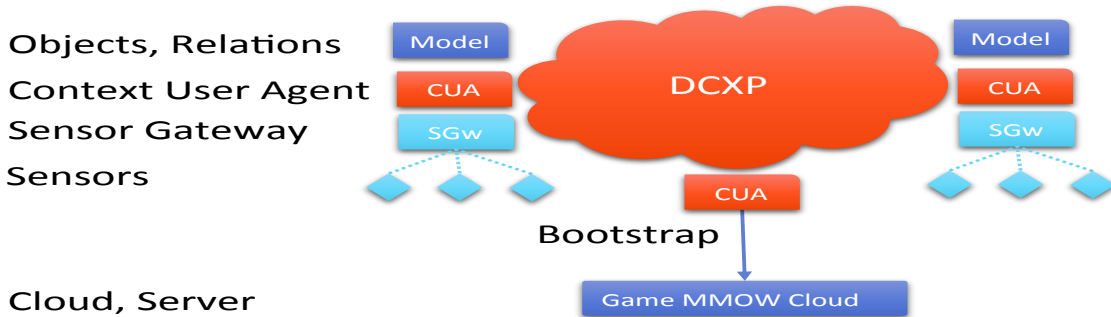 Objects, Relations
Model
Model
DCXP
Context User Agent
CUA
CUA
Sensor Gateway
SGw
SGw
Sensors
CUA
Bootstrap
Cloud, Server
Game MMOW Cloud